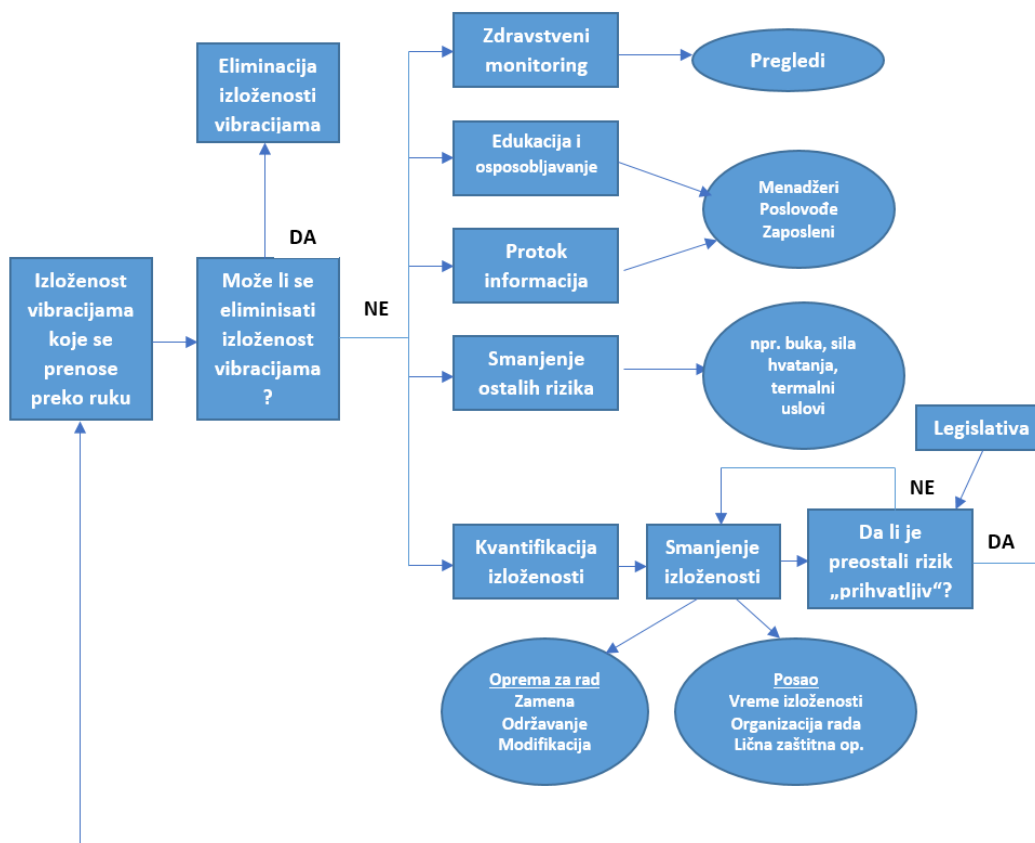 Eliminacija
izloženosti
vibracijama
Zdravstveni
monitoring
Pregledi
Edukacija i
osposobljavanje
Menadžeri
Poslovođe
Zaposleni
DA
Izloženost
vibracijama
koje se
prenose
preko ruku
Može li se
eliminisati
izloženost
vibracijama
?
NE
Protok
informacija
Smanjenje
ostalih rizika
npr. buka, sila
hvatanja,
termalni
uslovi
Legislativa
NE
Kvantifikacija
izloženosti
Smanjenje
izloženosti
Da li je
preostali rizik
„prihvatljiv“?
DA
Oprema za rad
Zamena
Održavanje
Modifikacija
Posao
Vreme izloženosti
Organizacija rada
Lična zaštitna op.